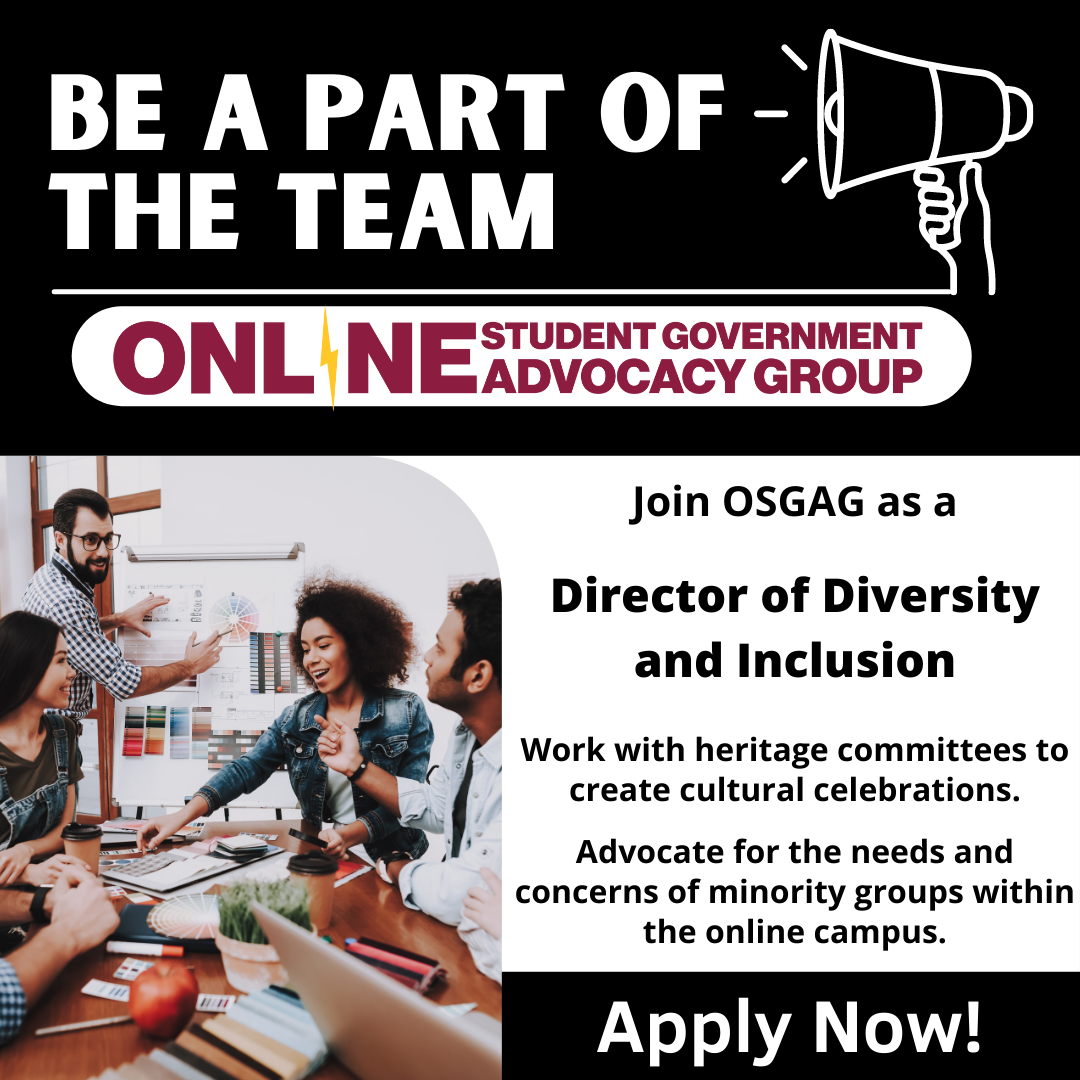 BE A PART OF
THE TEAM
ONLINE STUDENT GOVERNMENT
ADVOCACY GROUP
Join OSGAG as a
Director of Diversity
and Inclusion
Work with heritage committees to
create cultural celebrations.
Advocate for the needs and
concerns of minority groups within
the online campus.
Apply Now!